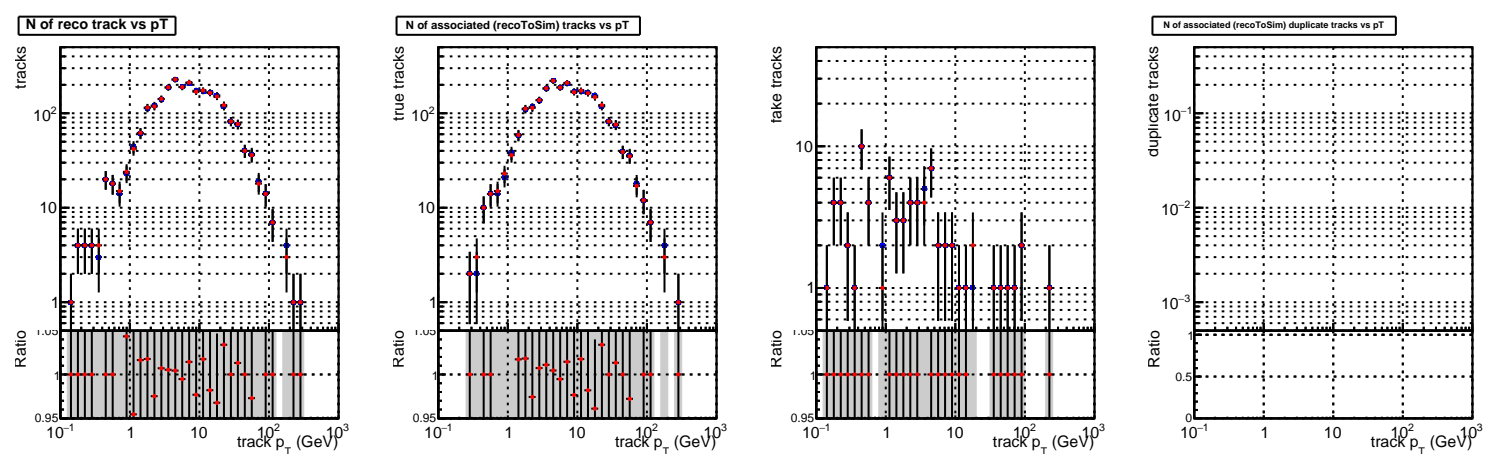 N of reco track vs pT
tracks
10²
10
1
1.05
Ratio
1
0.95
10⁻¹ 1 10 10² 10³
track p_T (GeV)
N of associated (recoToSim) tracks vs pT
true tracks
10²
10
1
1.05
Ratio
1
0.95
10⁻¹ 1 10 10² 10³
track p_T (GeV)
fake tracks
10
1
1.05
Ratio
1
0.95
10⁻¹ 1 10 10² 10³
track p_T (GeV)
N of associated (recoToSim) duplicate tracks vs pT
duplicate tracks
10⁻¹
10⁻²
10⁻³
Ratio
1
0.5
0
10⁻¹ 1 10 10² 10³
track p_T (GeV)